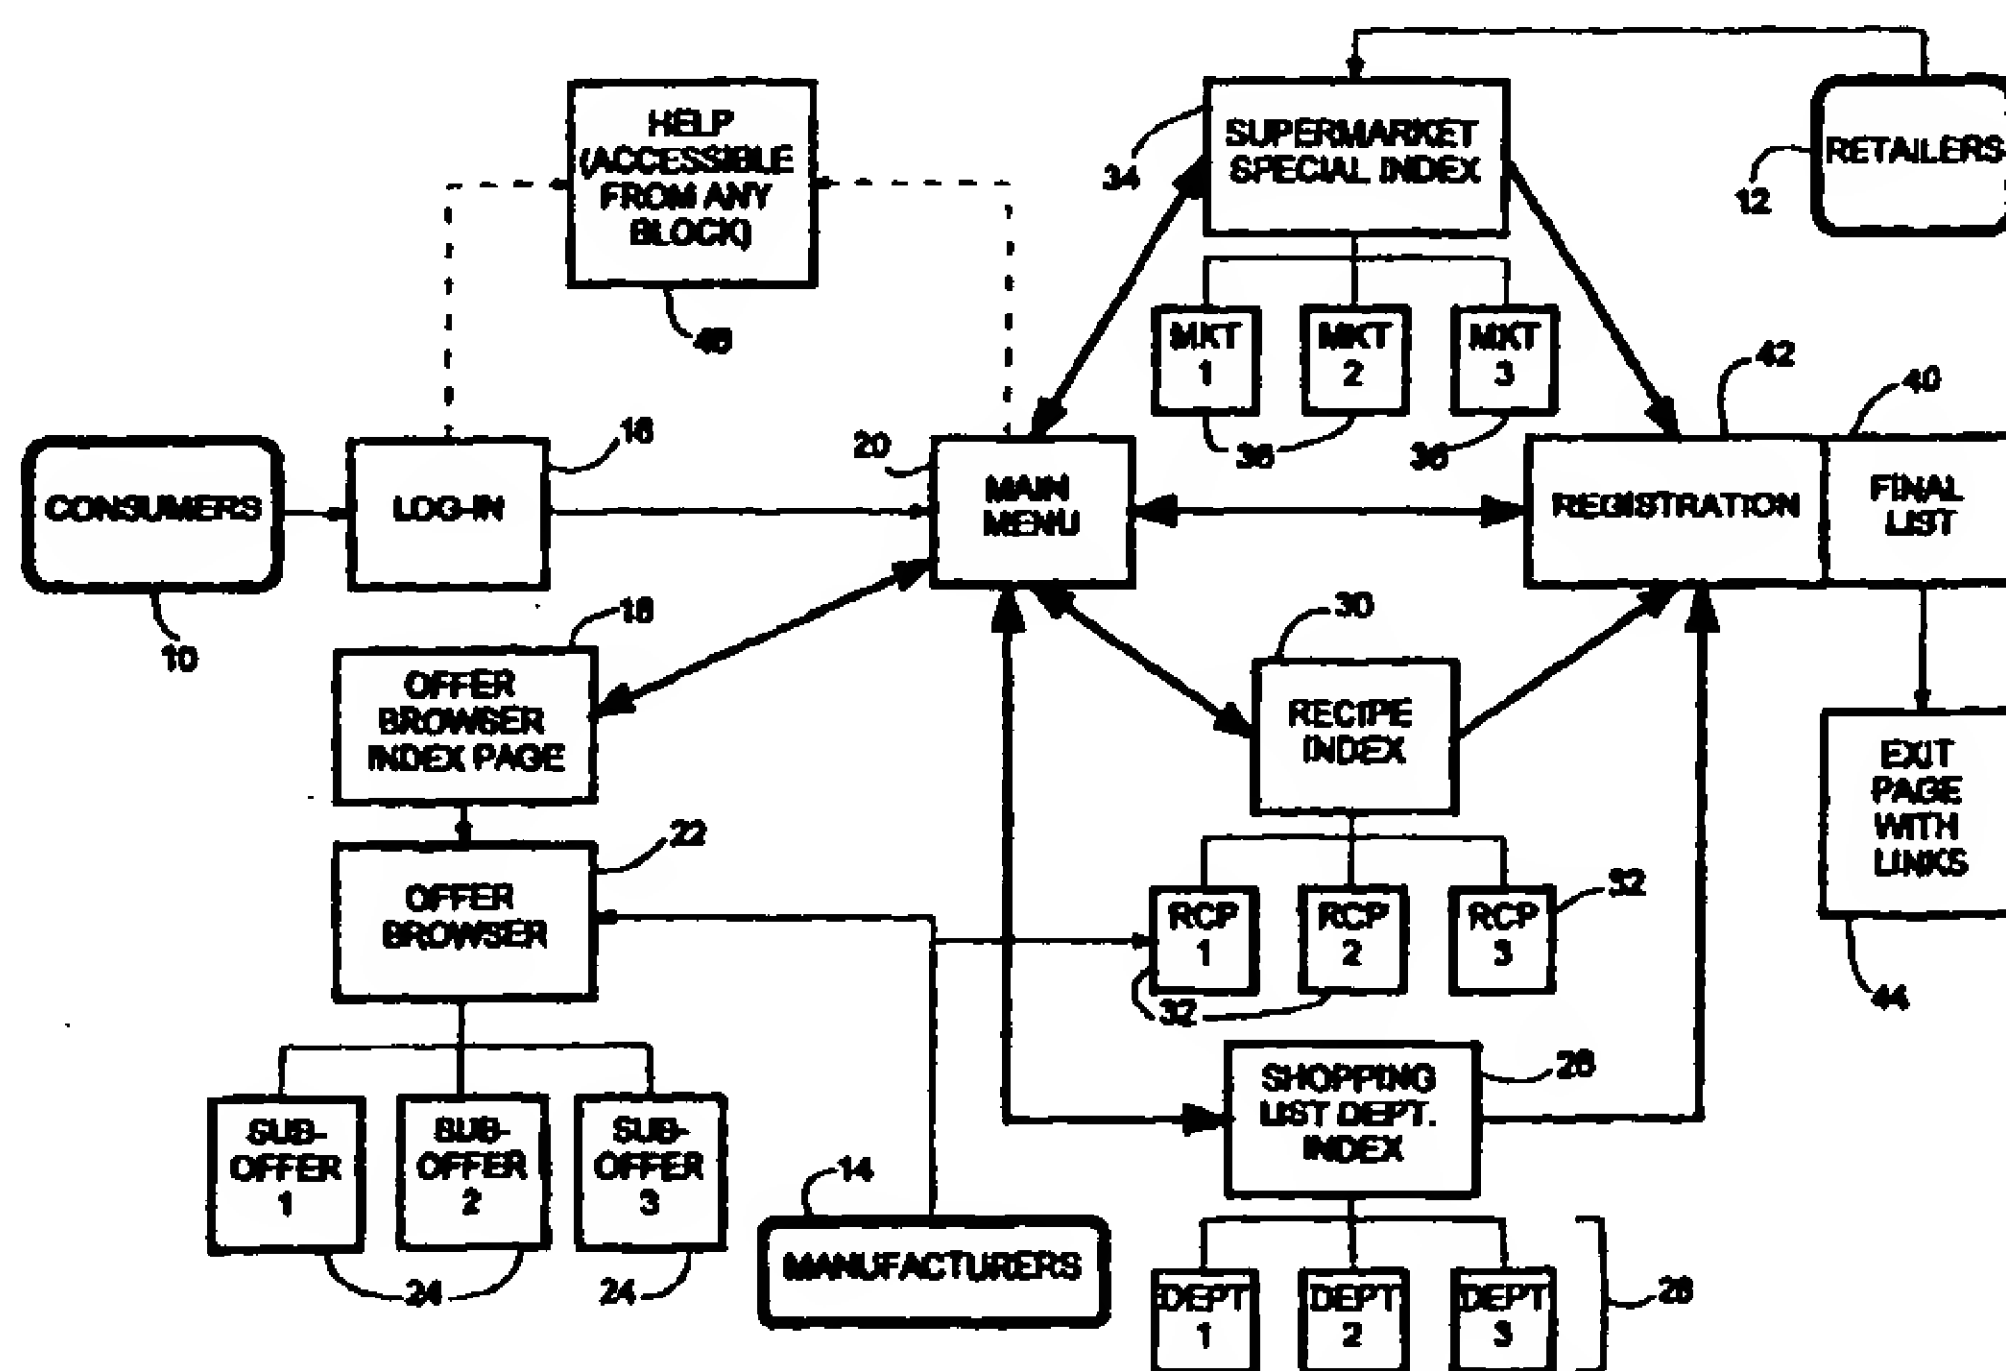 HELP
(ACCESSIBLE
FROM ANY
BLOCK)
SUPERMARKET
SPECIAL INDEX
RETAILERS
34
12
MKT
1
MKT
2
MKT
3
42
40
36
36
16
20
CONSUMERS
LOG-IN
MAIN
MENU
REGISTRATION
FINAL
LIST
10
18
30
OFFER
BROWSER
INDEX PAGE
RECIPE
INDEX
EXIT
PAGE
WITH
LINKS
22
OFFER
BROWSER
32
RCP
1
RCP
2
RCP
3
32
44
SHOPPING
LIST DEPT.
INDEX
SUB-
OFFER
1
SUB-
OFFER
2
SUB-
OFFER
3
14
MANUFACTURERS
24
24
DEPT
1
DEPT
2
DEPT
3
28